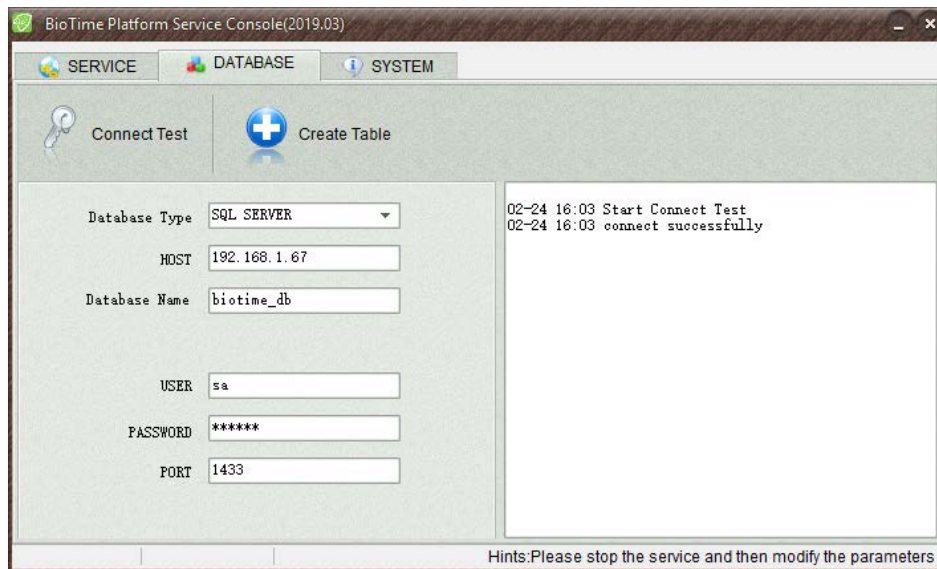 BioTime Platform Service Console(2019.03)
SERVICE DATABASE SYSTEM
Connect Test Create Table
Database Type SQL SERVER
HOST 192.168.1.67
Database Name biotime_db
USER sa
PASSWORD ******
PORT 1433
02-24 16:03 Start Connect Test
02-24 16:03 connect successfully
Hints:Please stop the service and then modify the parameters